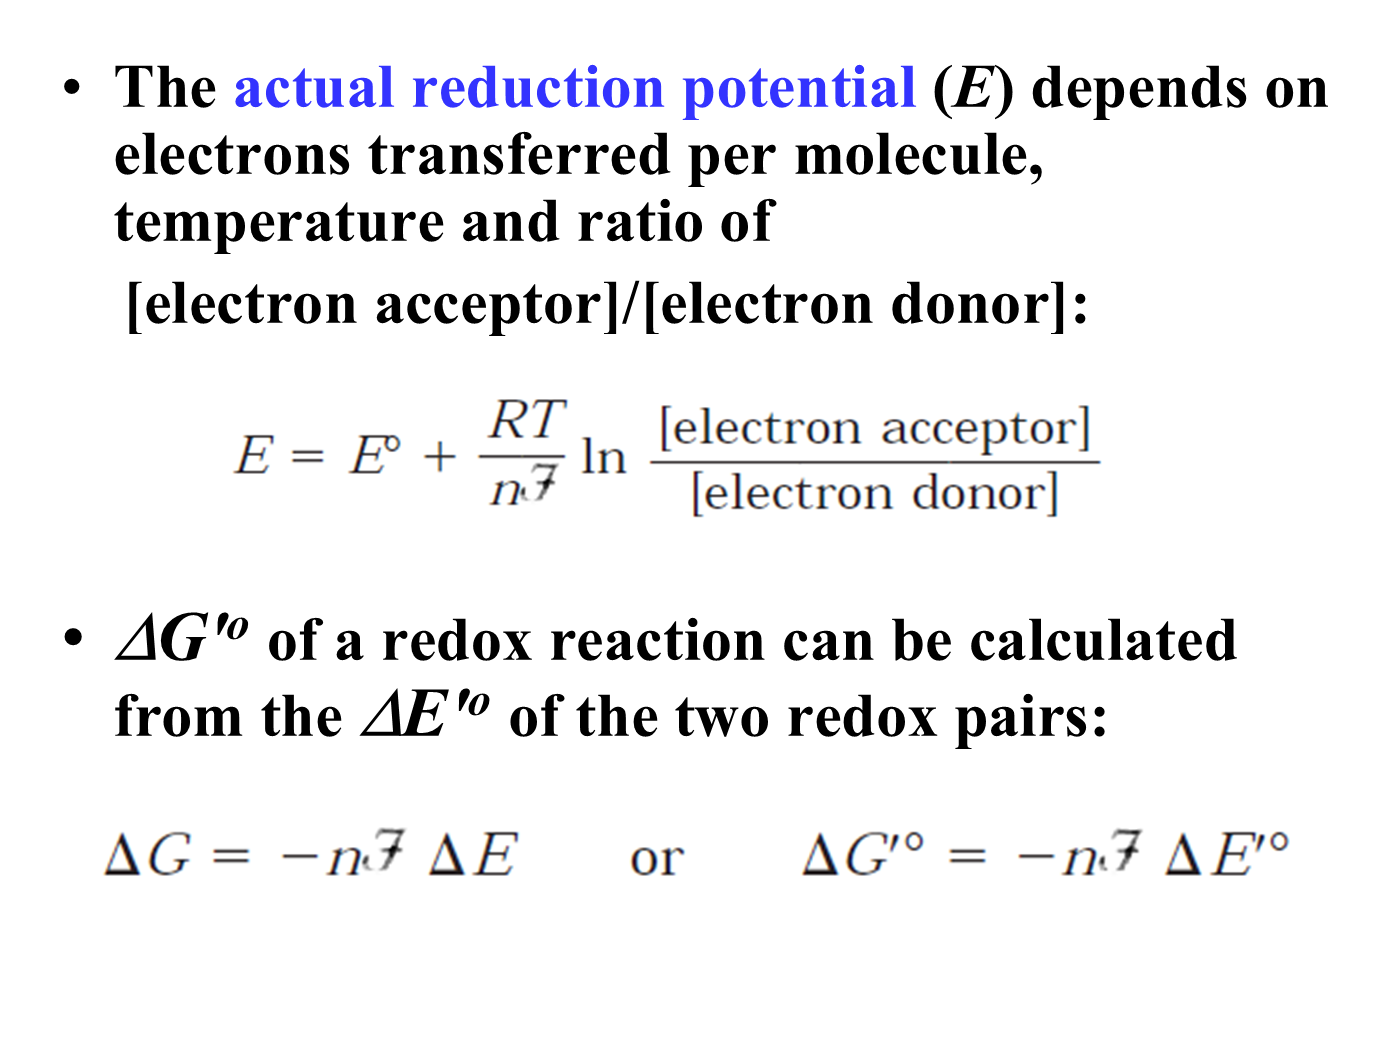 • The actual reduction potential (E) depends on
electrons transferred per molecule,
temperature and ratio of
[electron acceptor]/[electron donor]:
E = E° + RT/nℱ ln [electron acceptor]/[electron donor]
• ΔG'º of a redox reaction can be calculated
from the ΔE'º of the two redox pairs:
ΔG = −nℱ ΔE or ΔG′° = −nℱ ΔE′°